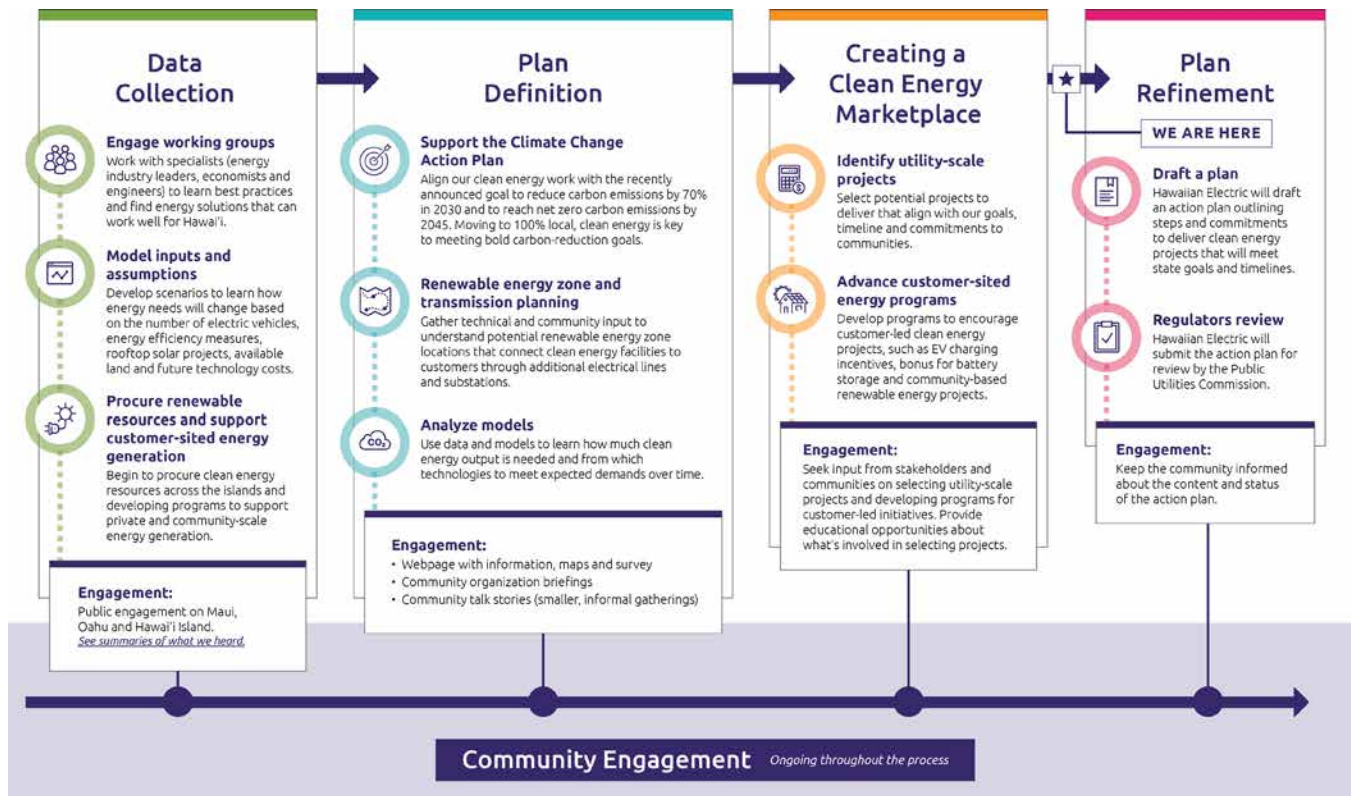 Data
Collection
Engage working groups
Work with specialists (energy
industry leaders, economists and
engineers) to learn best practices
and find energy solutions that can
work well for Hawai'i.
Model inputs and
assumptions
Develop scenarios to learn how
energy needs will change based
on the number of electric vehicles,
energy efficiency measures,
rooftop solar projects, available
land and future technology costs.
Procure renewable
resources and support
customer-sited energy
generation
Begin to procure clean energy
resources across the islands and
developing programs to support
private and community-scale
energy generation.
Engagement:
Public engagement on Maui,
Oahu and Hawai'i Island.
See summaries of what we heard.
Plan
Definition
Support the Climate Change
Action Plan
Align our clean energy work with the recently
announced goal to reduce carbon emissions by 70%
in 2030 and to reach net zero carbon emissions by
2045. Moving to 100% local, clean energy is key
to meeting bold carbon-reduction goals.
Renewable energy zone and
transmission planning
Gather technical and community input to
understand potential renewable energy zone
locations that connect clean energy facilities to
customers through additional electrical lines
and substations.
CO₂
Analyze models
Use data and models to learn how much clean
energy output is needed and from which
technologies to meet expected demands over time.
Engagement:
• Webpage with information, maps and survey
• Community organization briefings
• Community talk stories (smaller, informal gatherings)
Creating a
Clean Energy
Marketplace
Identify utility-scale
projects
Select potential projects to
deliver that align with our goals,
timeline and commitments to
communities.
Advance customer-sited
energy programs
Develop programs to encourage
customer-led clean energy
projects, such as EV charging
incentives, bonus for battery
storage and community-based
renewable energy projects.
Engagement:
Seek input from stakeholders and
communities on selecting utility-scale
projects and developing programs for
customer-led initiatives. Provide
educational opportunities about
what's involved in selecting projects.
Plan
Refinement
WE ARE HERE
Draft a plan
Hawaiian Electric will draft
an action plan outlining
steps and commitments
to deliver clean energy
projects that will meet
state goals and timelines.
Regulators review
Hawaiian Electric will
submit the action plan for
review by the Public
Utilities Commission.
Engagement:
Keep the community informed
about the content and status
of the action plan.
Community Engagement Ongoing throughout the process